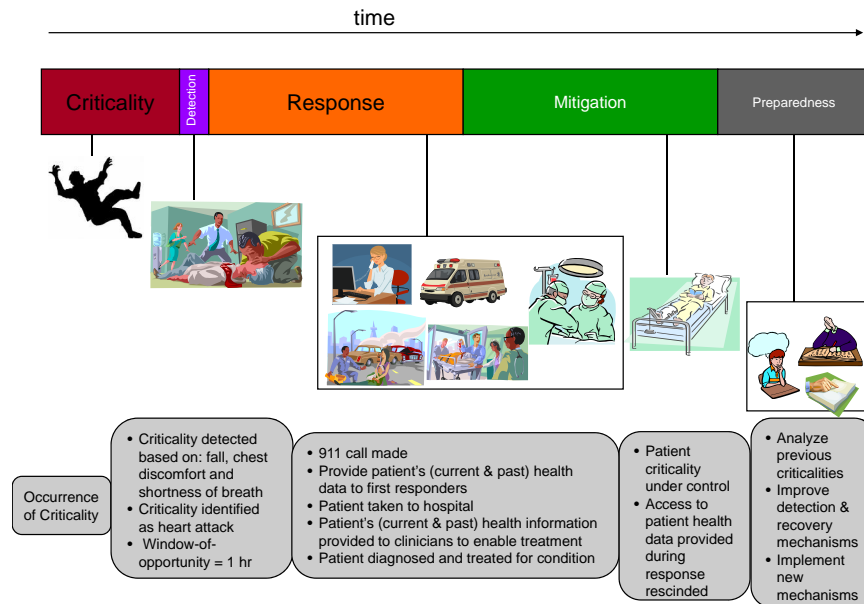 time
Criticality
Detection
Response
Mitigation
Preparedness
Occurrence
of Criticality
• Criticality detected
based on: fall, chest
discomfort and
shortness of breath
• Criticality identified
as heart attack
• Window-of-
opportunity = 1 hr
• 911 call made
• Provide patient's (current & past) health
data to first responders
• Patient taken to hospital
• Patient's (current & past) health information
provided to clinicians to enable treatment
• Patient diagnosed and treated for condition
• Patient
criticality
under control
• Access to
patient health
data provided
during
response
rescinded
• Analyze
previous
criticalities
• Improve
detection &
recovery
mechanisms
• Implement
new
mechanisms